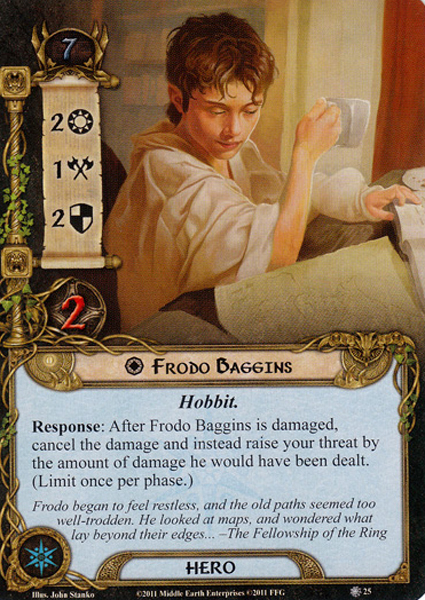 7
2
1
2
2
Frodo Baggins
Hobbit.
Response: After Frodo Baggins is damaged,
cancel the damage and instead raise your threat by
the amount of damage he would have been dealt.
(Limit once per phase.)
Frodo began to feel restless, and the old paths seemed too
well-trodden. He looked at maps, and wondered what
lay beyond their edges... –The Fellowship of the Ring
HERO
Illus. John Stanko
©2011 Middle Earth Enterprises ©2011 FFG
25